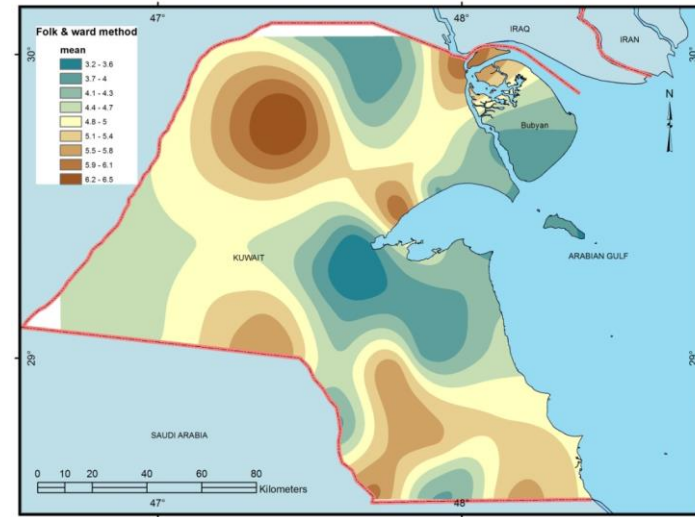 47°
48°
Folk & ward method
mean
3.2 - 3.6
3.7 - 4
4.1 - 4.3
4.4 - 4.7
4.8 - 5
5.1 - 5.4
5.5 - 5.8
5.9 - 6.1
6.2 - 6.5
IRAQ
IRAN
30°
30°
N
Bubyan
KUWAIT
ARABIAN GULF
29°
29°
SAUDI ARABIA
0 10 20 40 60 80
Kilometers
47°
48°